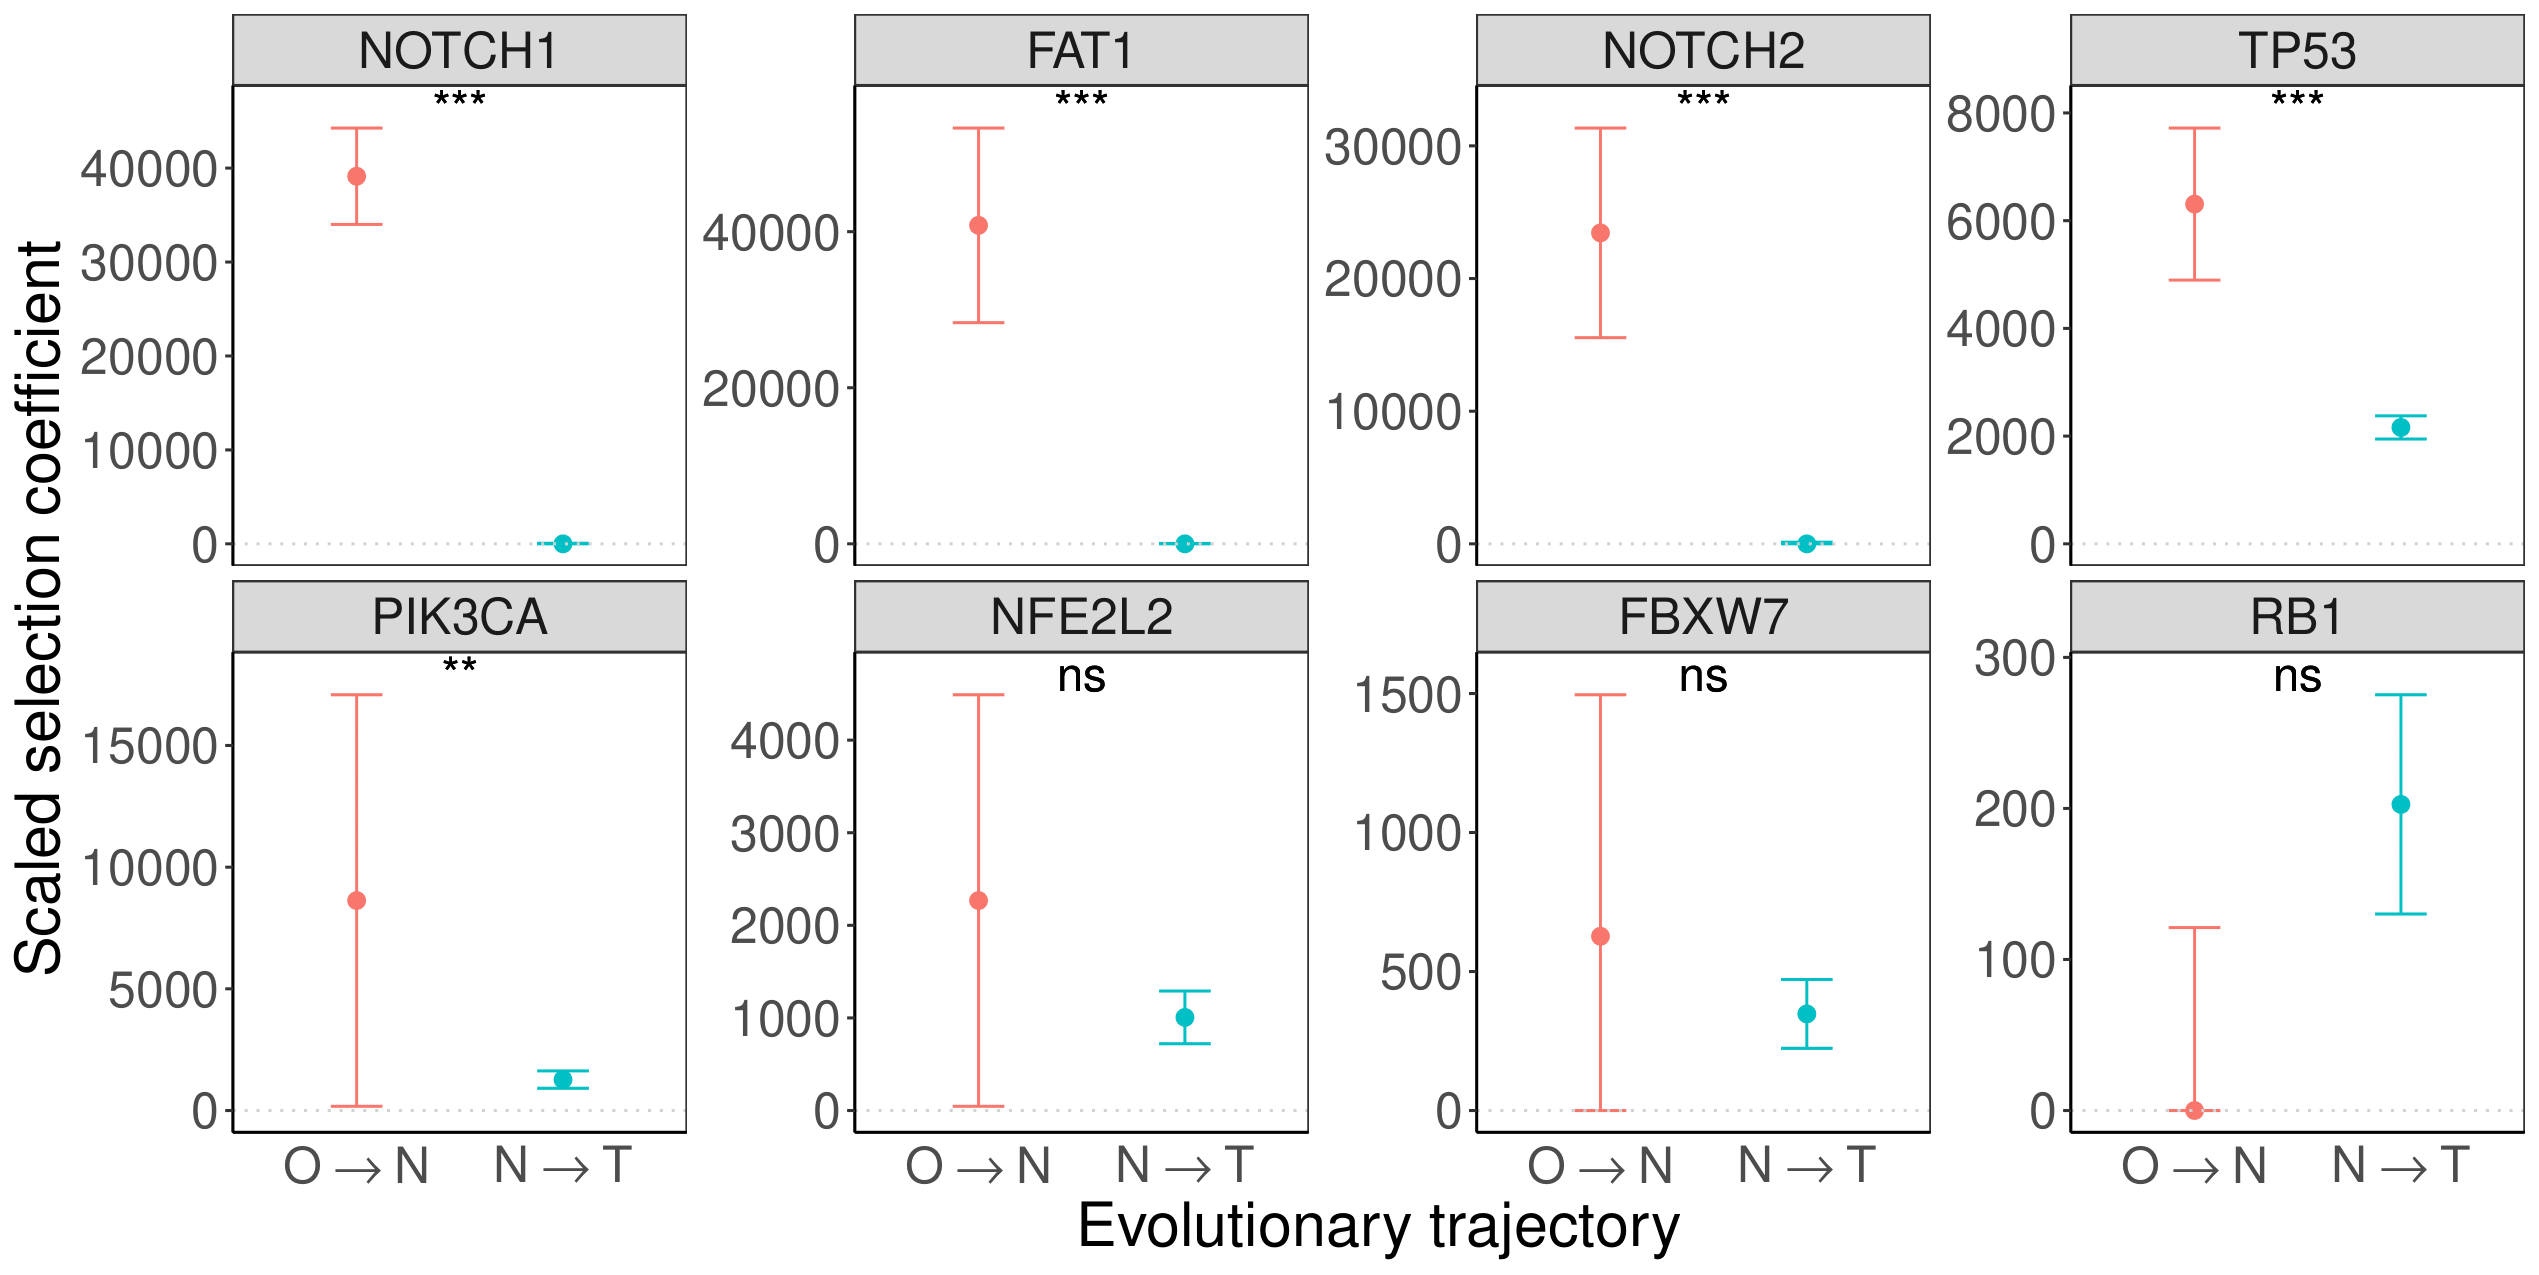 NOTCH1
FAT1
NOTCH2
TP53
***
***
***
***
40000
30000
20000
10000
0
40000
20000
0
30000
20000
10000
0
8000
6000
4000
2000
0
Scaled selection coefficient
PIK3CA
NFE2L2
FBXW7
RB1
**
ns
ns
ns
15000
10000
5000
0
4000
3000
2000
1000
0
1500
1000
500
0
300
200
100
0
O → N
N → T
O → N
N → T
O → N
N → T
O → N
N → T
Evolutionary trajectory